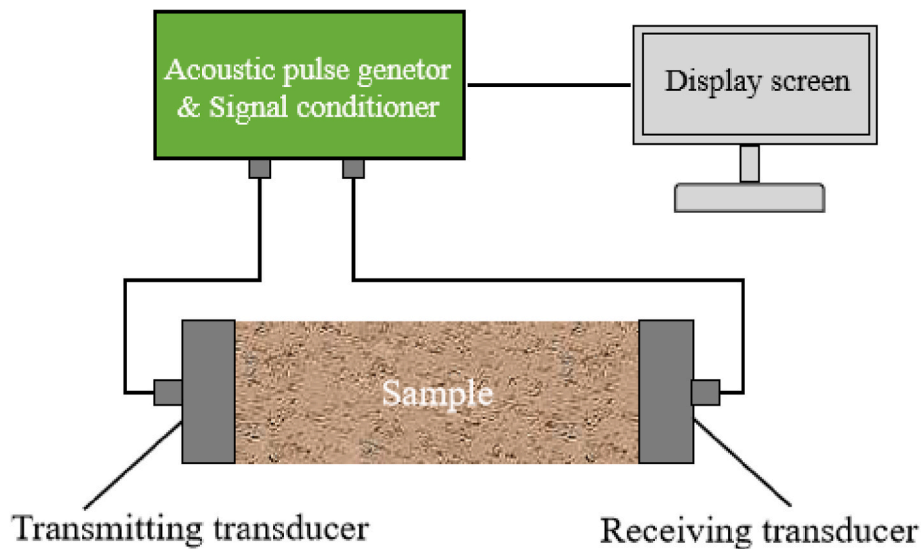 Acoustic pulse genetor
& Signal conditioner
Display screen
Sample
Transmitting transducer
Receiving transducer